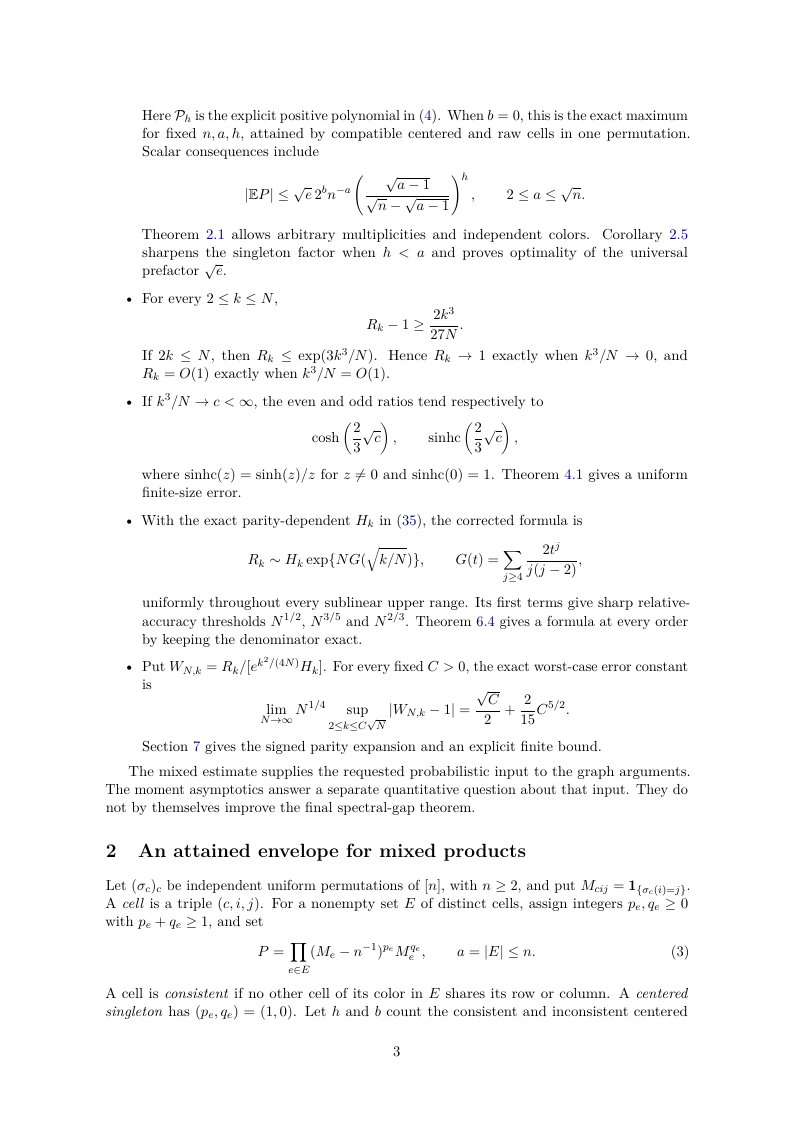 Here 𝒫ₕ is the explicit positive polynomial in (4). When b = 0, this is the exact maximum
for fixed n, a, h, attained by compatible centered and raw cells in one permutation.
Scalar consequences include
|𝔼P| ≤ √e 2^b n^{−a} ( √(a − 1) / (√n − √(a − 1)) )^h ,  2 ≤ a ≤ √n.
Theorem 2.1 allows arbitrary multiplicities and independent colors. Corollary 2.5
sharpens the singleton factor when h < a and proves optimality of the universal
prefactor √e.
• For every 2 ≤ k ≤ N,
R_k − 1 ≥ 2k³ / 27N.
If 2k ≤ N, then R_k ≤ exp(3k³/N). Hence R_k → 1 exactly when k³/N → 0, and
R_k = O(1) exactly when k³/N = O(1).
• If k³/N → c < ∞, the even and odd ratios tend respectively to
cosh ( 2/3 √c ) ,  sinhc ( 2/3 √c ) ,
where sinhc(z) = sinh(z)/z for z ≠ 0 and sinhc(0) = 1. Theorem 4.1 gives a uniform
finite-size error.
• With the exact parity-dependent H_k in (35), the corrected formula is
R_k ∼ H_k exp{NG(√(k/N))},  G(t) = ∑_{j≥4} 2t^j / j(j − 2),
uniformly throughout every sublinear upper range. Its first terms give sharp relative-
accuracy thresholds N^{1/2}, N^{3/5} and N^{2/3}. Theorem 6.4 gives a formula at every order
by keeping the denominator exact.
• Put W_{N,k} = R_k/[e^{k²/(4N)}H_k]. For every fixed C > 0, the exact worst-case error constant
is
lim_{N→∞} N^{1/4} sup_{2≤k≤C√N} |W_{N,k} − 1| = √C / 2 + 2/15 C^{5/2}.
Section 7 gives the signed parity expansion and an explicit finite bound.
The mixed estimate supplies the requested probabilistic input to the graph arguments.
The moment asymptotics answer a separate quantitative question about that input. They do
not by themselves improve the final spectral-gap theorem.
2 An attained envelope for mixed products
Let (σ_c)_c be independent uniform permutations of [n], with n ≥ 2, and put M_{cij} = 𝟏_{{σ_c(i)=j}}.
A cell is a triple (c, i, j). For a nonempty set E of distinct cells, assign integers p_e, q_e ≥ 0
with p_e + q_e ≥ 1, and set
P = ∏_{e∈E} (M_e − n^{−1})^{p_e} M_e^{q_e},  a = |E| ≤ n.  (3)
A cell is consistent if no other cell of its color in E shares its row or column. A centered
singleton has (p_e, q_e) = (1, 0). Let h and b count the consistent and inconsistent centered
3